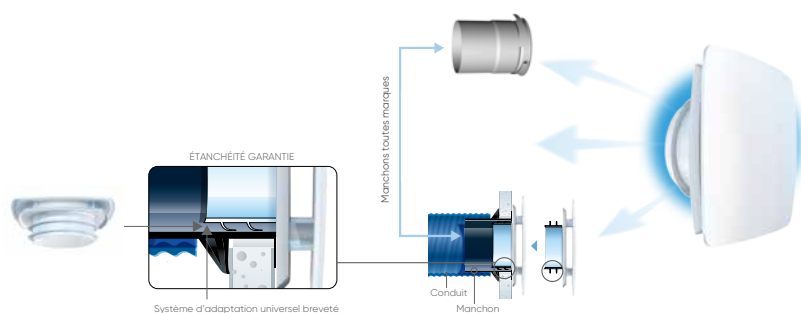 ÉTANCHÉITÉ GARANTIE
Manchons toutes marques
Conduit
Manchon
Système d'adaptation universel breveté